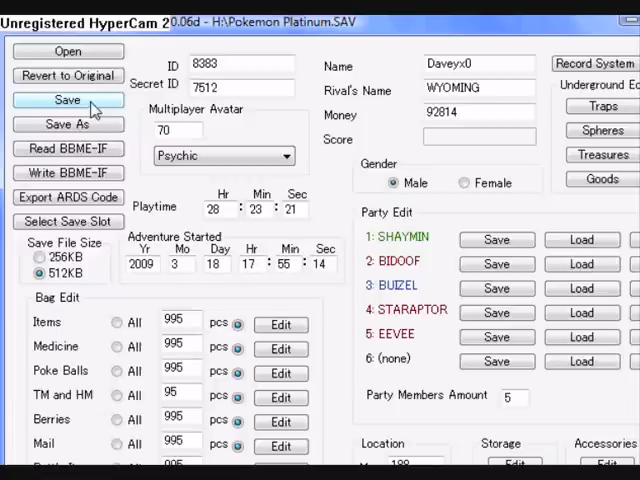 Unregistered HyperCam 2 0.06d - H:\Pokemon Platinum.SAV
Open
Revert to Original
Save
Save As
Read BBME-IF
Write BBME-IF
Export ARDS Code
Select Save Slot
Save File Size
256KB
512KB
ID 8383
Secret ID 7512
Multiplayer Avatar
70
Psychic
Hr Min Sec
Playtime 28 : 23 : 21
Adventure Started
Yr Mo Day Hr Min Sec
2009 3 18 17 : 55 : 14
Name Daveyx0
Rival's Name WYOMING
Money 92814
Score
Gender
Male Female
Record System
Underground Ed
Traps
Spheres
Treasures
Goods
Party Edit
1: SHAYMIN Save Load
2: BIDOOF Save Load
3: BUIZEL Save Load
4: STARAPTOR Save Load
5: EEVEE Save Load
6: (none) Save Load
Party Members Amount 5
Bag Edit
Items All 995 pcs Edit
Medicine All 995 pcs Edit
Poke Balls All 995 pcs Edit
TM and HM All 95 pcs Edit
Berries All 995 pcs Edit
Mail All 995 pcs Edit
Location
Storage
Accessories